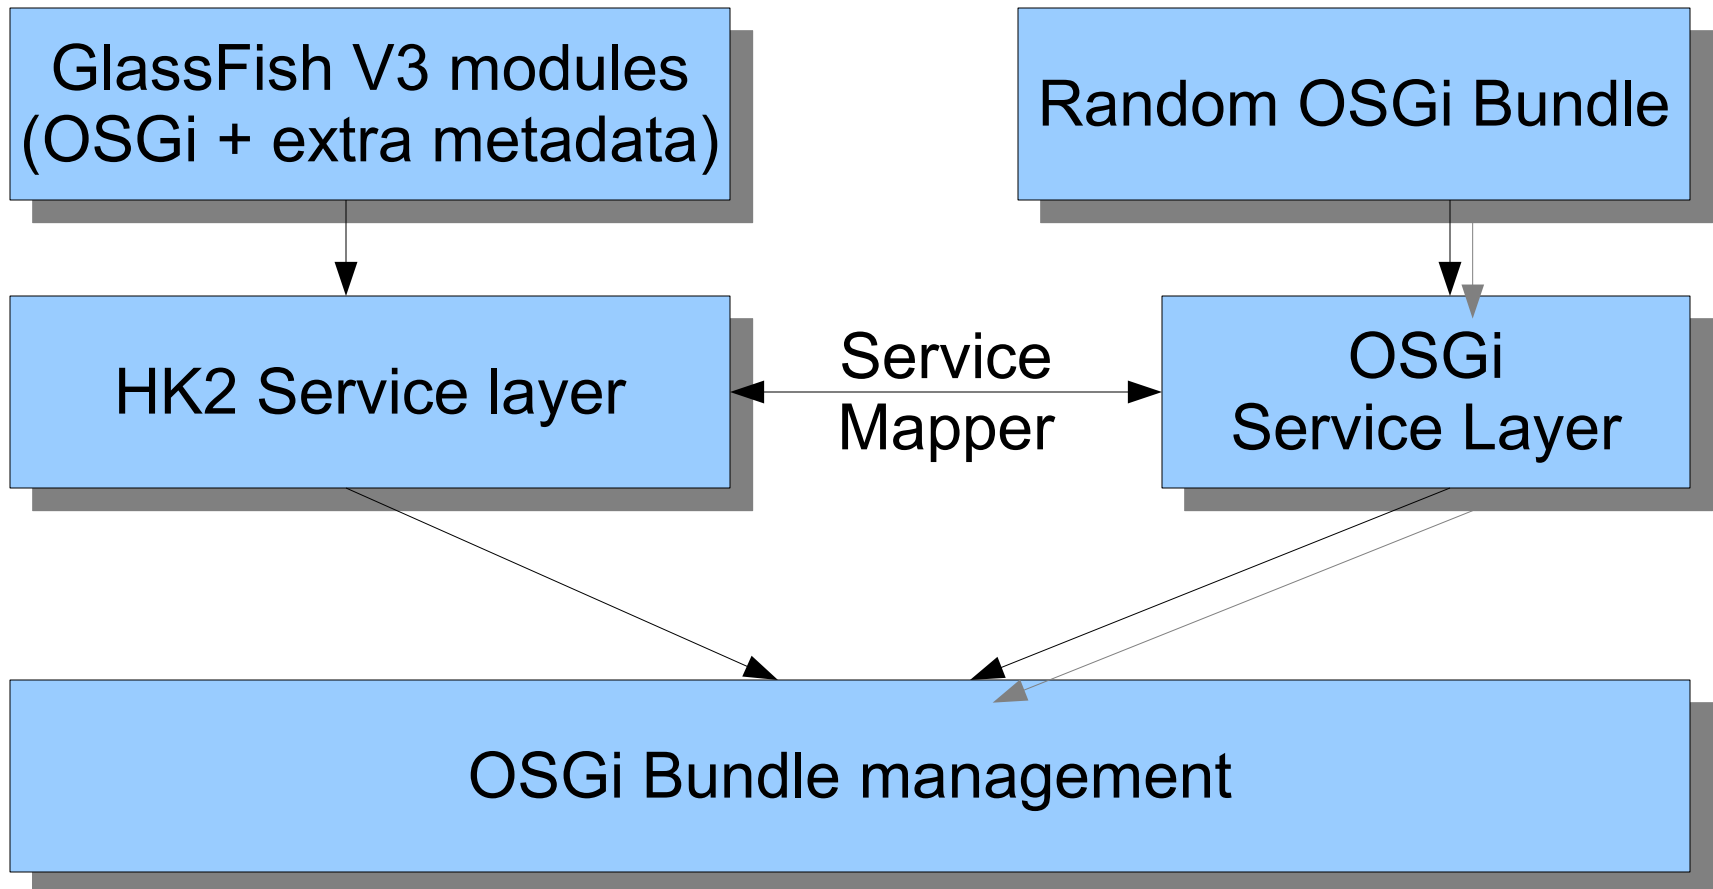 GlassFish V3 modules
(OSGi + extra metadata)
Random OSGi Bundle
HK2 Service layer
Service
Mapper
OSGi
Service Layer
OSGi Bundle management